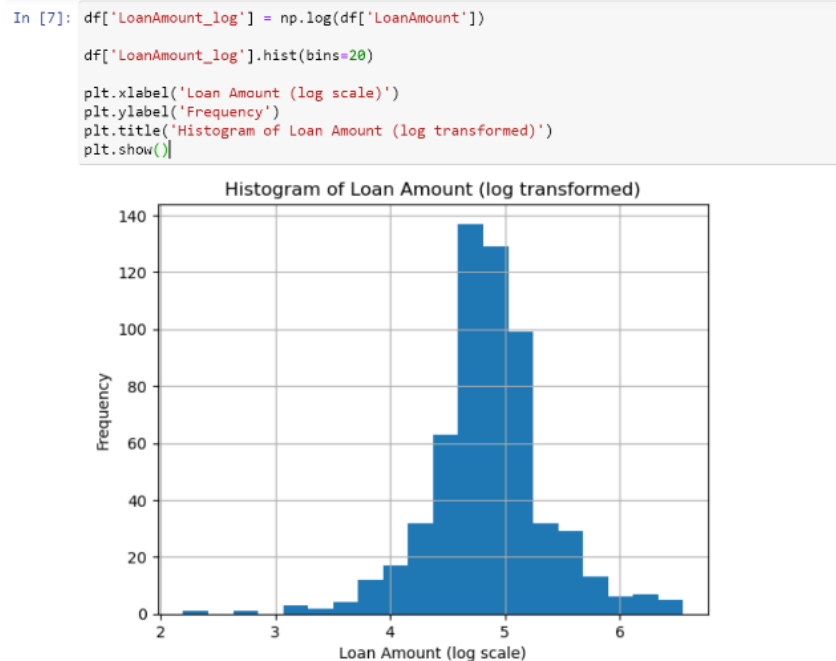 In [7]: df['LoanAmount_log'] = np.log(df['LoanAmount'])
df['LoanAmount_log'].hist(bins=20)
plt.xlabel('Loan Amount (log scale)')
plt.ylabel('Frequency')
plt.title('Histogram of Loan Amount (log transformed)')
plt.show()
Histogram of Loan Amount (log transformed)
140
120
100
80
60
40
20
0
Frequency
2 3 4 5 6
Loan Amount (log scale)